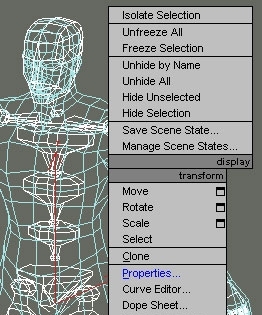 Isolate Selection
Unfreeze All
Freeze Selection
Unhide by Name
Unhide All
Hide Unselected
Hide Selection
Save Scene State...
Manage Scene States...
display
transform
Move
Rotate
Scale
Select
Clone
Properties...
Curve Editor...
Dope Sheet...